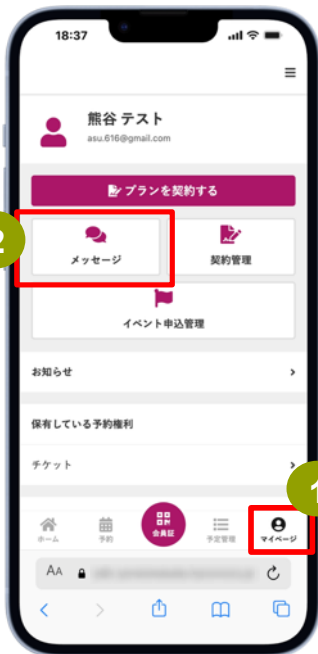 18:37
熊谷 テスト
asu.616@gmail.com
プランを契約する
2
メッセージ
契約管理
イベント申込管理
お知らせ
保有している予約権利
チケット
1
ホーム
予約
会員証
予定管理
マイページ
AA